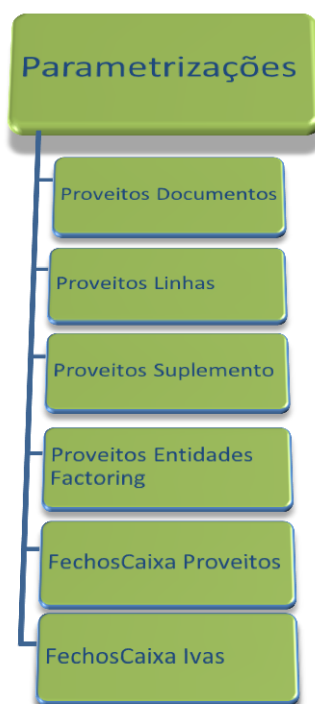 Parametrizações
Proveitos Documentos
Proveitos Linhas
Proveitos Suplemento
Proveitos Entidades
Factoring
FechosCaixa Proveitos
FechosCaixa Ivas